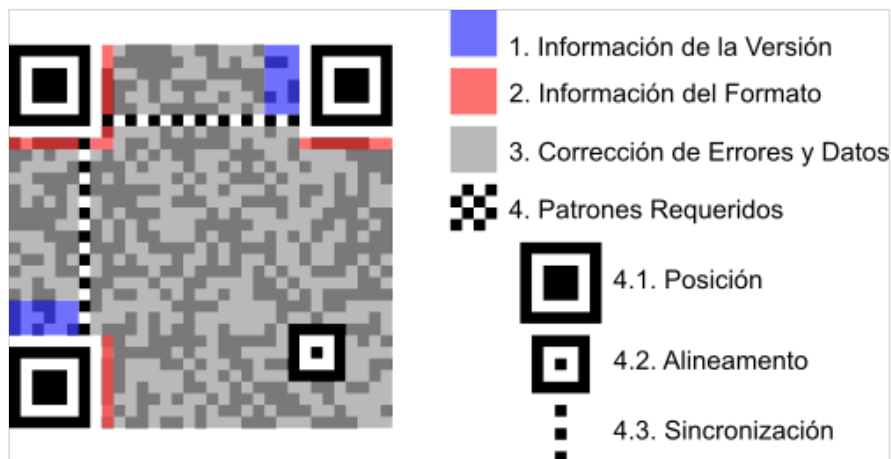 1. Información de la Versión
2. Información del Formato
3. Corrección de Errores y Datos
4. Patrones Requeridos
4.1. Posición
4.2. Alineamento
4.3. Sincronización